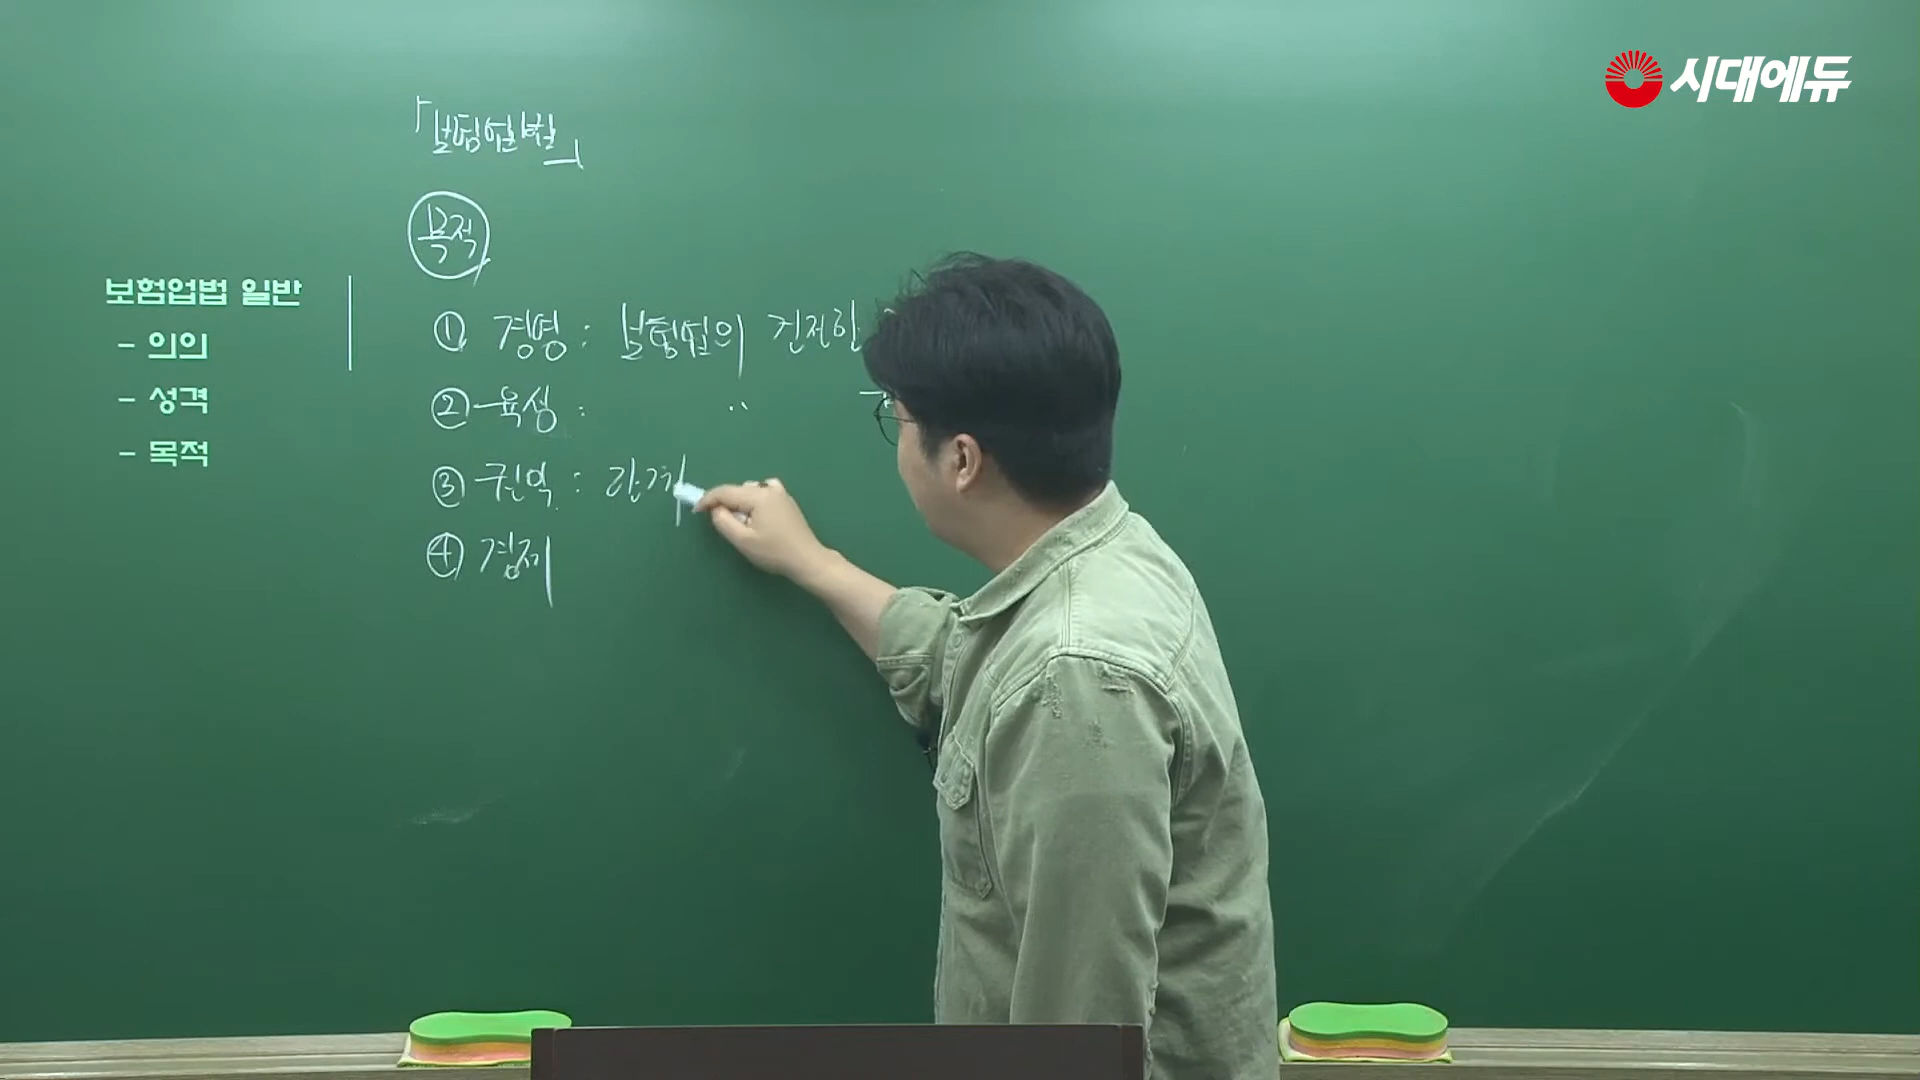 시대에듀
「보험업법」
목적
보험업법 일반
- 의의
- 성격
- 목적
① 경영 : 보험업의 건전한
② 육성 : 〃
③ 권익 :
④ 경제